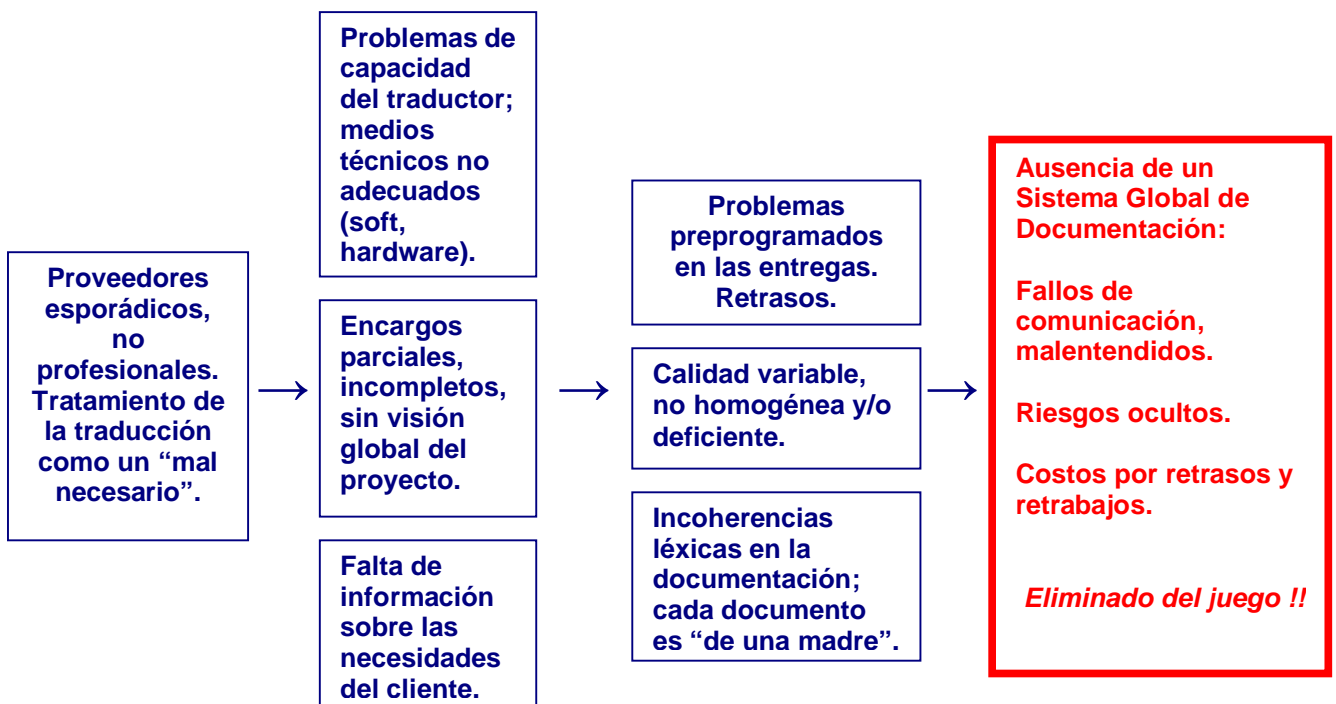 Proveedores
esporádicos,
no
profesionales.
Tratamiento de
la traducción
como un “mal
necesario”.
→
Problemas de
capacidad
del traductor;
medios
técnicos no
adecuados
(soft,
hardware).
Encargos
parciales,
incompletos,
sin visión
global del
proyecto.
Falta de
información
sobre las
necesidades
del cliente.
→
Problemas
preprogramados
en las entregas.
Retrasos.
Calidad variable,
no homogénea y/o
deficiente.
Incoherencias
léxicas en la
documentación;
cada documento
es “de una madre”.
→
Ausencia de un
Sistema Global de
Documentación:
Fallos de
comunicación,
malentendidos.
Riesgos ocultos.
Costos por retrasos y
retrabajos.
Eliminado del juego !!